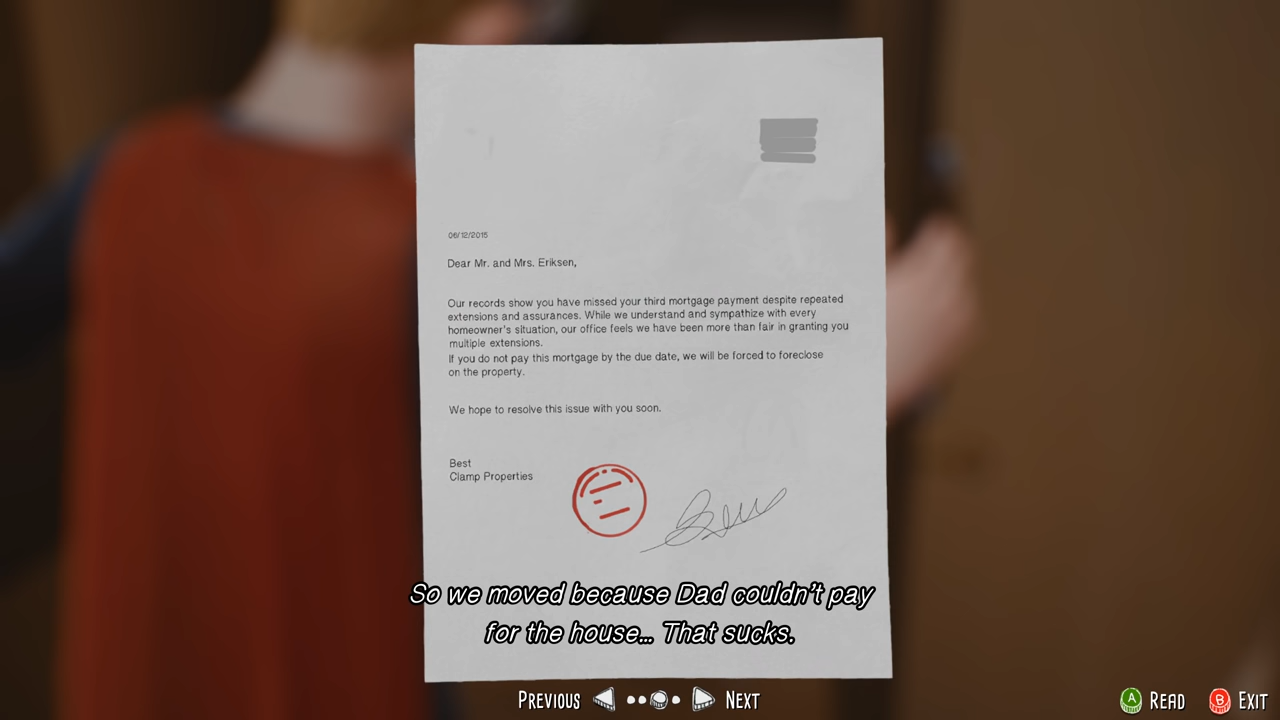 06/12/2015
Dear Mr. and Mrs. Eriksen,
Our records show you have missed your third mortgage payment despite repeated
extensions and assurances. While we understand and sympathize with every
homeowner's situation, our office feels we have been more than fair in granting you
multiple extensions.
If you do not pay this mortgage by the due date, we will be forced to foreclose
on the property.
We hope to resolve this issue with you soon.
Best
Clamp Properties
So we moved because Dad couldn't pay
for the house... That sucks.
PREVIOUS NEXT A READ B EXIT